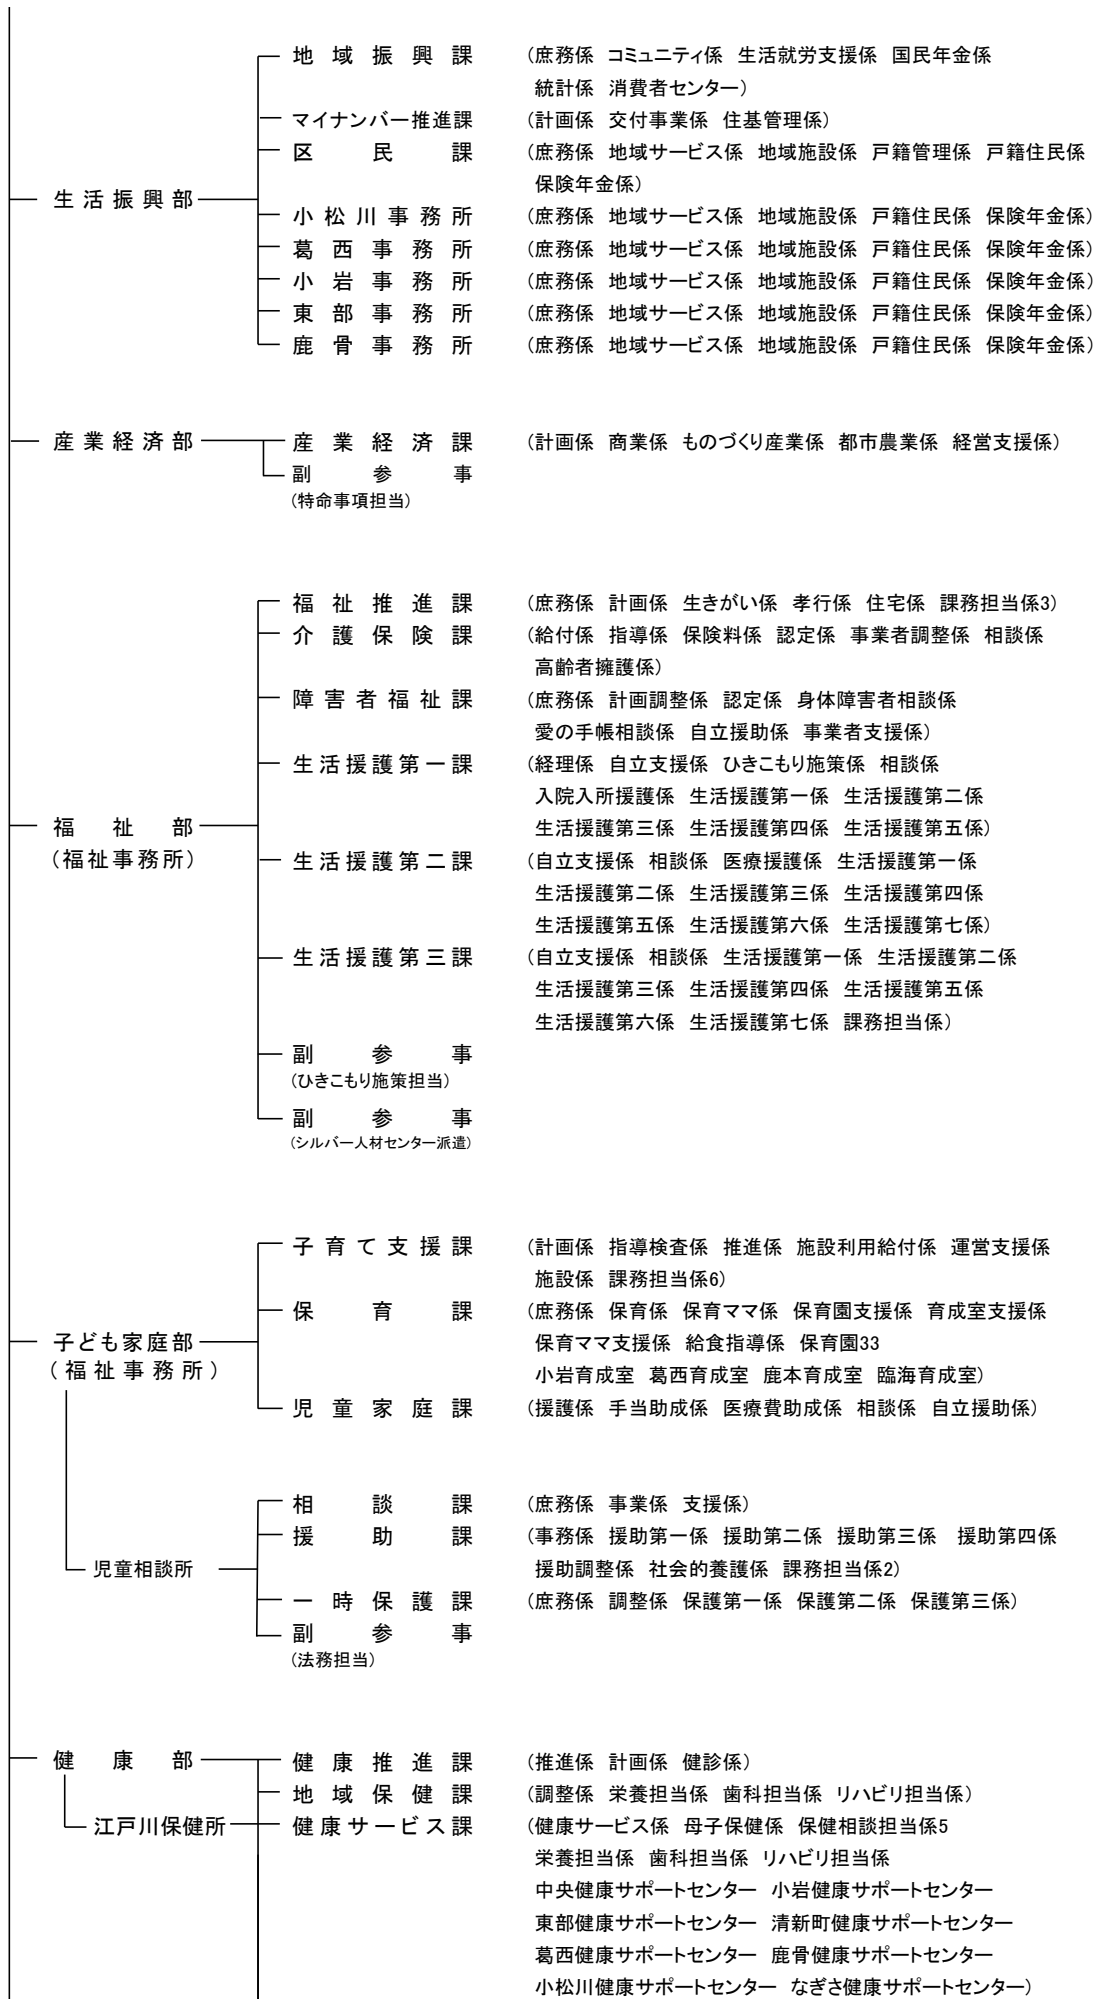 地域振興課 (庶務係 コミュニティ係 生活就労支援係 国民年金係
統計係 消費者センター)
マイナンバー推進課 (計画係 交付事業係 住基管理係)
区民課 (庶務係 地域サービス係 地域施設係 戸籍管理係 戸籍住民係
保険年金係)
生活振興部
小松川事務所 (庶務係 地域サービス係 地域施設係 戸籍住民係 保険年金係)
葛西事務所 (庶務係 地域サービス係 地域施設係 戸籍住民係 保険年金係)
小岩事務所 (庶務係 地域サービス係 地域施設係 戸籍住民係 保険年金係)
東部事務所 (庶務係 地域サービス係 地域施設係 戸籍住民係 保険年金係)
鹿骨事務所 (庶務係 地域サービス係 地域施設係 戸籍住民係 保険年金係)
産業経済部 産業経済課 (計画係 商業係 ものづくり産業係 都市農業係 経営支援係)
副参事
(特命事項担当)
福祉推進課 (庶務係 計画係 生きがい係 孝行係 住宅係 課務担当係3)
介護保険課 (給付係 指導係 保険料係 認定係 事業者調整係 相談係
高齢者擁護係)
障害者福祉課 (庶務係 計画調整係 認定係 身体障害者相談係
愛の手帳相談係 自立援助係 事業者支援係)
生活援護第一課 (経理係 自立支援係 ひきこもり施策係 相談係
入院入所援護係 生活援護第一係 生活援護第二係
福祉部 生活援護第三係 生活援護第四係 生活援護第五係)
(福祉事務所) 生活援護第二課 (自立支援係 相談係 医療援護係 生活援護第一係
生活援護第二係 生活援護第三係 生活援護第四係
生活援護第五係 生活援護第六係 生活援護第七係)
生活援護第三課 (自立支援係 相談係 生活援護第一係 生活援護第二係
生活援護第三係 生活援護第四係 生活援護第五係
生活援護第六係 生活援護第七係 課務担当係)
副参事
(ひきこもり施策担当)
副参事
(シルバー人材センター派遣)
子育て支援課 (計画係 指導検査係 推進係 施設利用給付係 運営支援係
施設係 課務担当係6)
保育課 (庶務係 保育係 保育ママ係 保育園支援係 育成室支援係
子ども家庭部 保育ママ支援係 給食指導係 保育園33
(福祉事務所) 小岩育成室 葛西育成室 鹿本育成室 臨海育成室)
児童家庭課 (援護係 手当助成係 医療費助成係 相談係 自立援助係)
相談課 (庶務係 事業係 支援係)
援助課 (事務係 援助第一係 援助第二係 援助第三係 援助第四係
児童相談所 援助調整係 社会的養護係 課務担当係2)
一時保護課 (庶務係 調整係 保護第一係 保護第二係 保護第三係)
副参事
(法務担当)
健康部 健康推進課 (推進係 計画係 健診係)
地域保健課 (調整係 栄養担当係 歯科担当係 リハビリ担当係)
江戸川保健所 健康サービス課 (健康サービス係 母子保健係 保健相談担当係5
栄養担当係 歯科担当係 リハビリ担当係
中央健康サポートセンター 小岩健康サポートセンター
東部健康サポートセンター 清新町健康サポートセンター
葛西健康サポートセンター 鹿骨健康サポートセンター
小松川健康サポートセンター なぎさ健康サポートセンター)